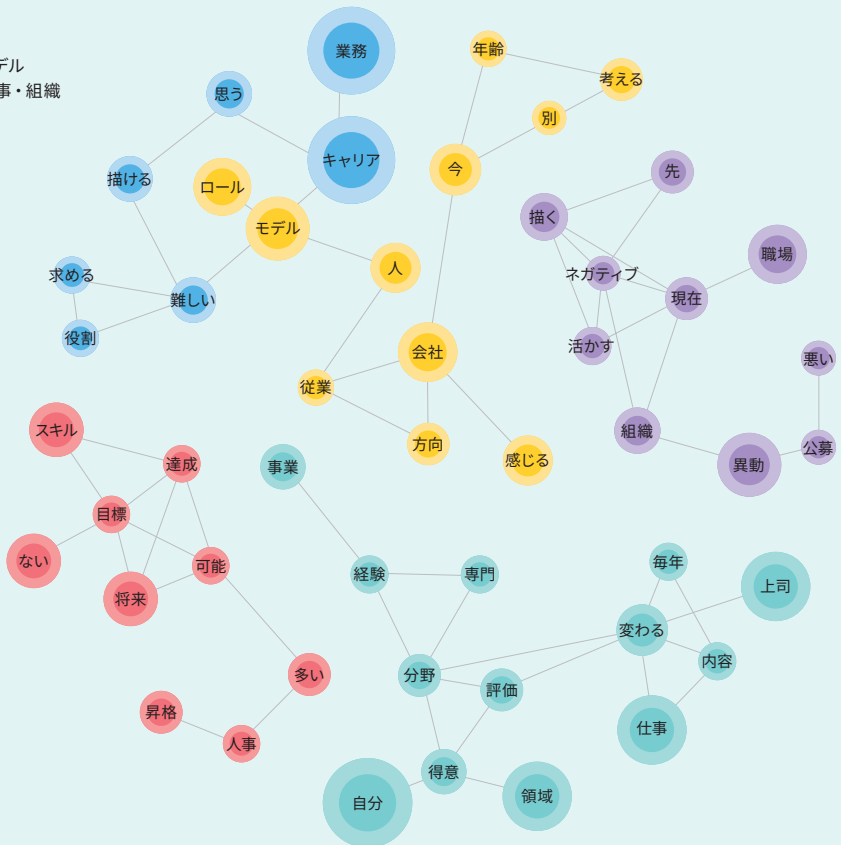 デル
事・組織
業務
年齢
考える
思う
別
キャリア
今
先
描ける
ロール
描く
モデル
職場
人
ネガティブ
求める
難しい
現在
役割
会社
活かす
悪い
従業
スキル
組織
方向
公募
達成
事業
感じる
異動
目標
ない
可能
経験
専門
毎年
上司
将来
変わる
内容
多い
分野
評価
昇格
仕事
人事
得意
自分
領域